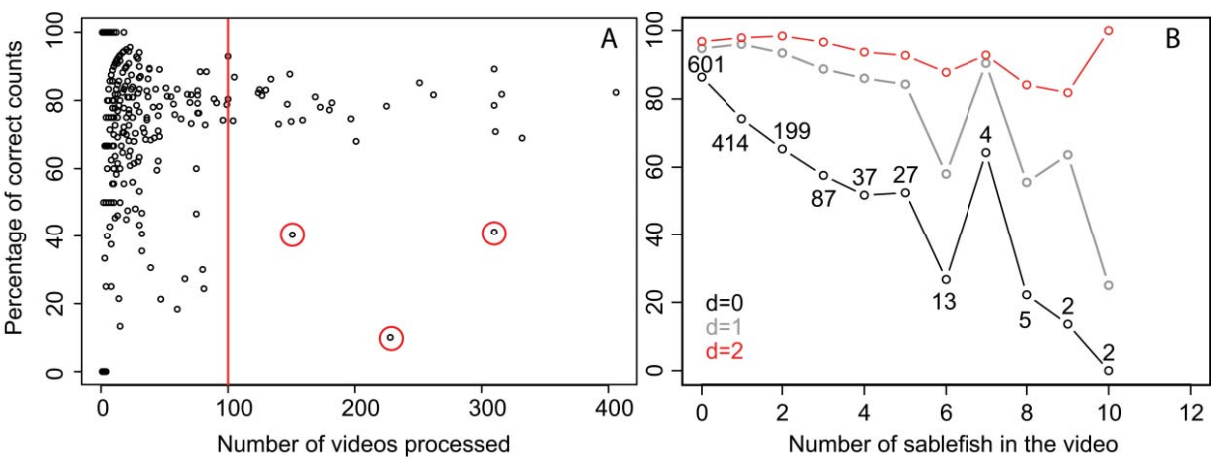 A
Percentage of correct counts
0 20 40 60 80 100
0 100 200 300 400
Number of videos processed
B
0 20 40 60 80 100
601
414
199
87
37
27
13
4
5
2
2
d=0
d=1
d=2
0 2 4 6 8 10 12
Number of sablefish in the video